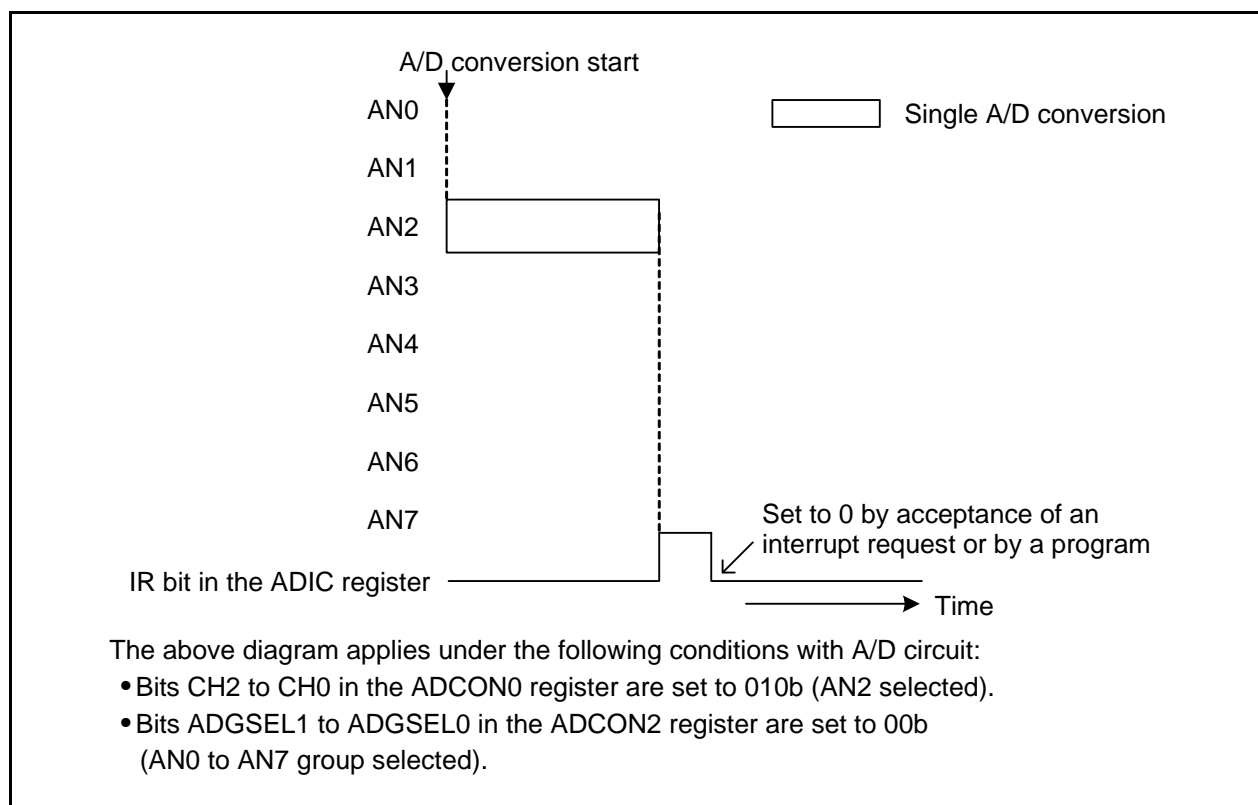 A/D conversion start
AN0
Single A/D conversion
AN1
AN2
AN3
AN4
AN5
AN6
AN7
Set to 0 by acceptance of an
interrupt request or by a program
IR bit in the ADIC register
Time
The above diagram applies under the following conditions with A/D circuit:
•Bits CH2 to CH0 in the ADCON0 register are set to 010b (AN2 selected).
•Bits ADGSEL1 to ADGSEL0 in the ADCON2 register are set to 00b
(AN0 to AN7 group selected).